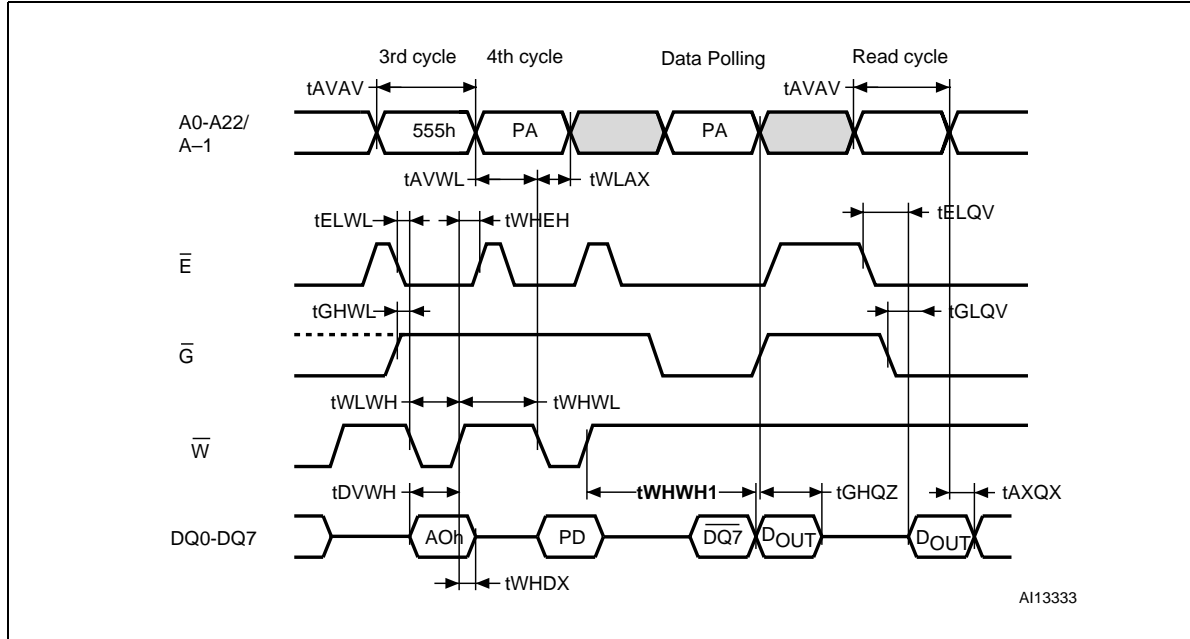 3rd cycle 4th cycle Data Polling Read cycle
tAVAV tAVAV
A0-A22/
A–1
555h PA PA
tAVWL tWLAX
tELWL tWHEH tELQV
E
tGHWL tGLQV
G
tWLWH tWHWL
W
tDVWH tWHWH1 tGHQZ tAXQX
DQ0-DQ7 AOh PD DQ7 DOUT DOUT
tWHDX
AI13333